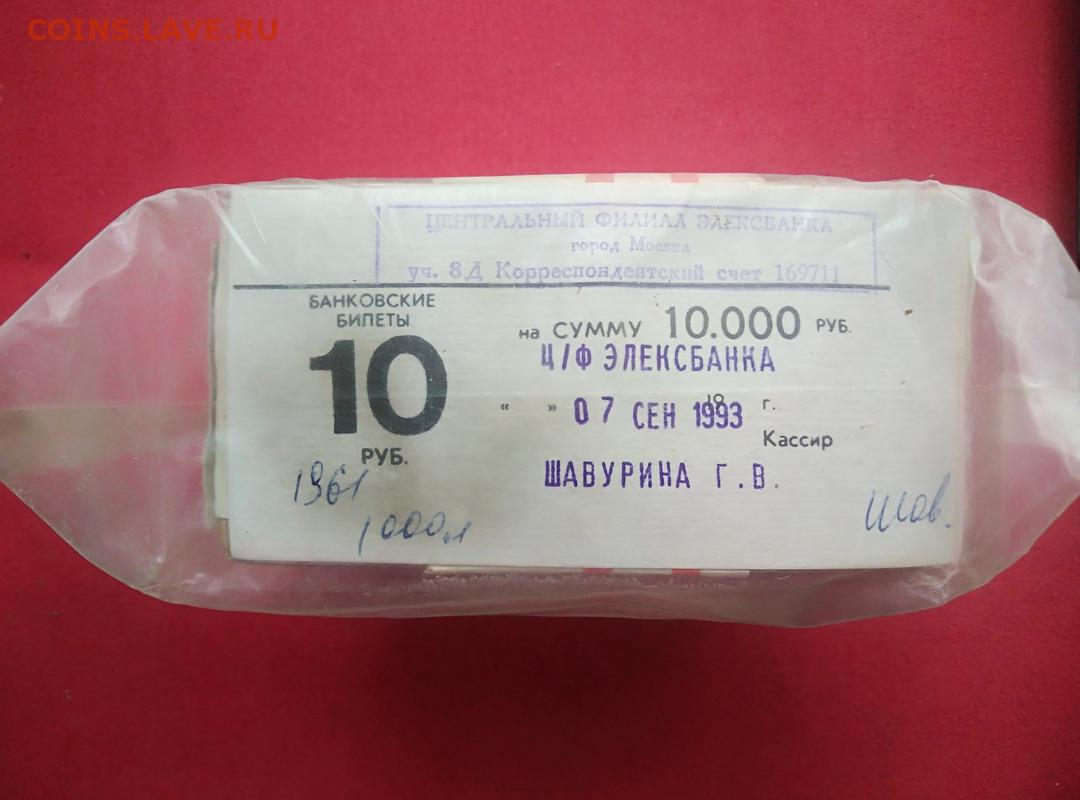 COINS.LAVE.RU
ЦЕНТРАЛЬНЫЙ ФИЛИАЛ ЭЛЕКСБАНКА
город Москва
уч. 8Д Корреспондентский счет 169711
БАНКОВСКИЕ
БИЛЕТЫ
10
РУБ.
на СУММУ 10.000 РУБ.
Ц/Ф ЭЛЕКСБАНКА
" " 07 СЕН 1993 г.
Кассир
ШАВУРИНА Г.В.
1961
1000л
Шав.